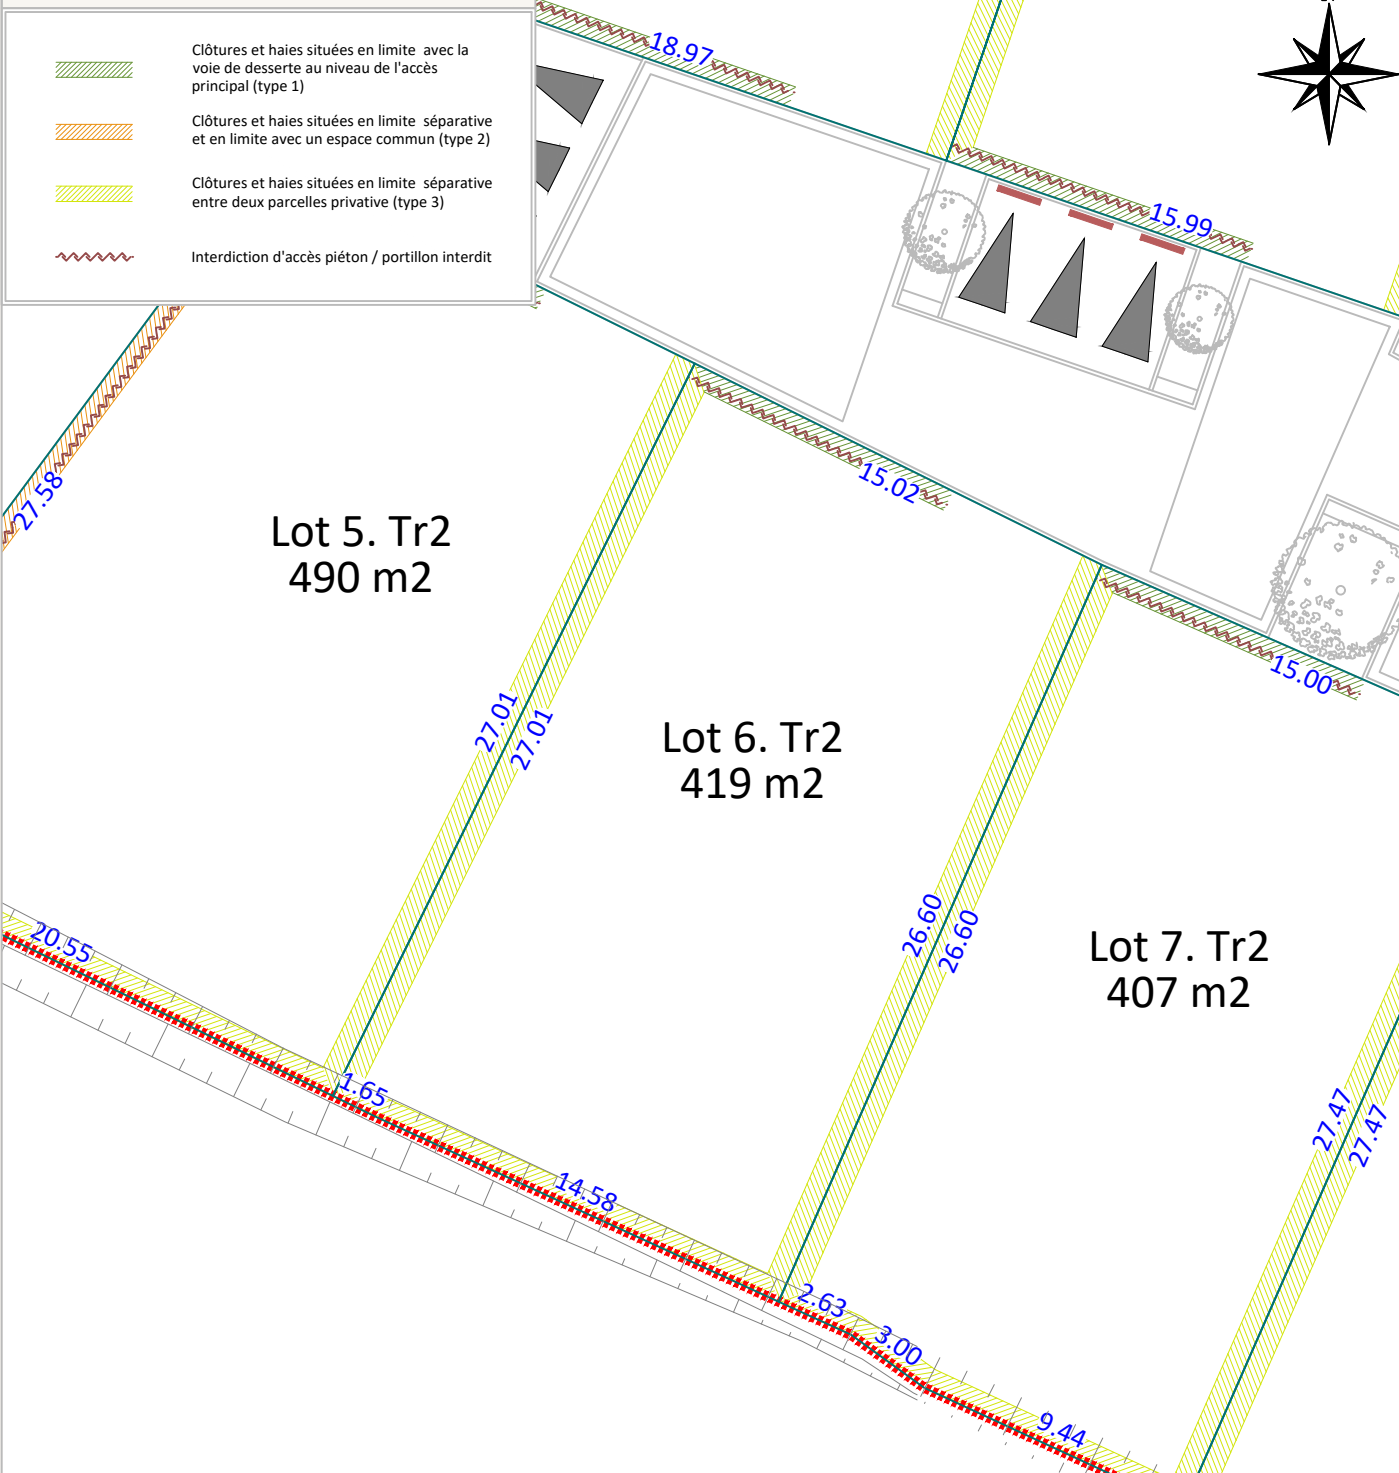 Clôtures et haies situées en limite avec la
voie de desserte au niveau de l'accès
principal (type 1)
Clôtures et haies situées en limite séparative
et en limite avec un espace commun (type 2)
Clôtures et haies situées en limite séparative
entre deux parcelles privative (type 3)
Interdiction d'accès piéton / portillon interdit
18.97
15.99
27.58
15.02
Lot 5. Tr2
490 m2
15.00
27.01
27.01
Lot 6. Tr2
419 m2
26.60
26.60
Lot 7. Tr2
407 m2
20.55
1.65
27.47
27.47
14.58
2.63
3.00
9.44